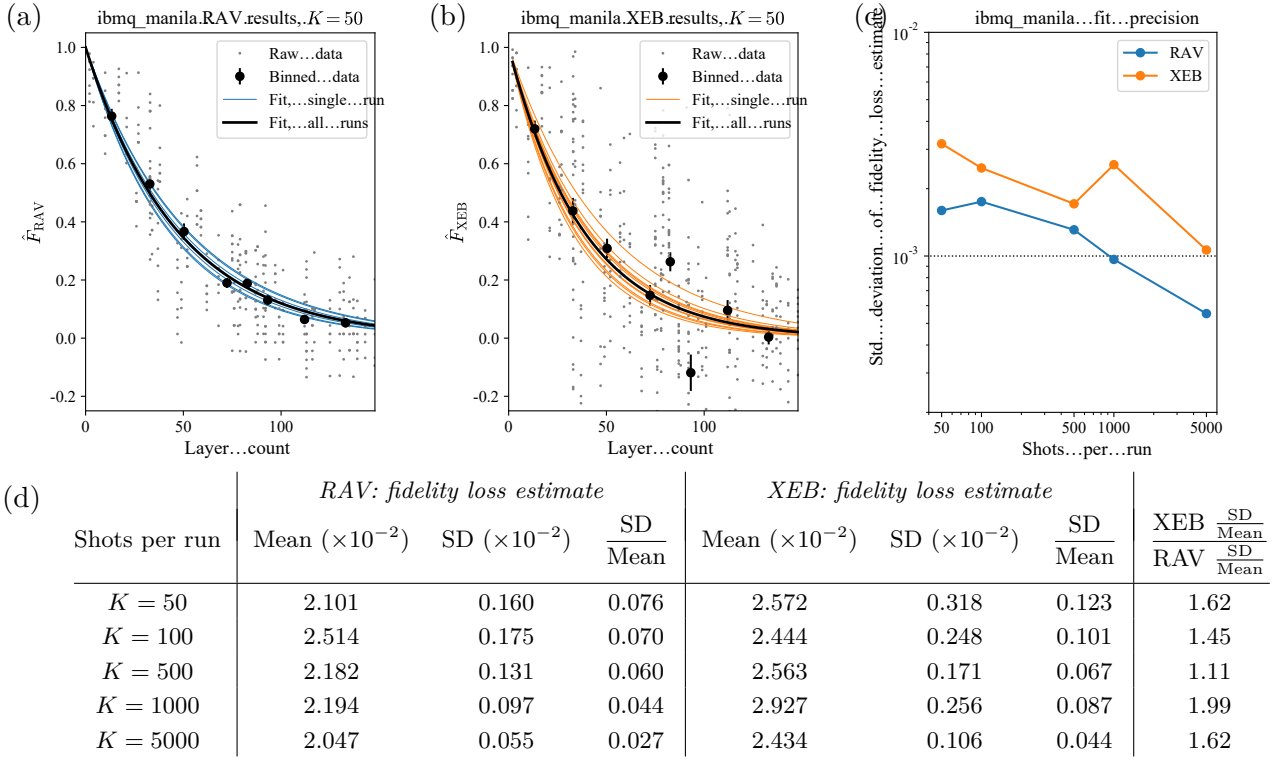 (a)
ibmq_manila.RAV.results,.K = 50
1.0
0.8
0.6
0.4
0.2
0.0
-0.2
F̂RAV
Raw…data
Binned…data
Fit,…single…run
Fit,…all…runs
0 50 100
Layer…count
(b)
ibmq_manila.XEB.results,.K = 50
1.0
0.8
0.6
0.4
0.2
0.0
-0.2
F̂XEB
Raw…data
Binned…data
Fit,…single…run
Fit,…all…runs
0 50 100
Layer…count
(c)
ibmq_manila…fit…precision
Std…deviation…of…fidelity…loss…estimate
10⁻²
10⁻³
RAV
XEB
50 100 500 1000 5000
Shots…per…run
(d)
RAV: fidelity loss estimate XEB: fidelity loss estimate
Shots per run Mean (×10⁻²) SD (×10⁻²) SD/Mean Mean (×10⁻²) SD (×10⁻²) SD/Mean XEB SD/Mean / RAV SD/Mean
K = 50 2.101 0.160 0.076 2.572 0.318 0.123 1.62
K = 100 2.514 0.175 0.070 2.444 0.248 0.101 1.45
K = 500 2.182 0.131 0.060 2.563 0.171 0.067 1.11
K = 1000 2.194 0.097 0.044 2.927 0.256 0.087 1.99
K = 5000 2.047 0.055 0.027 2.434 0.106 0.044 1.62